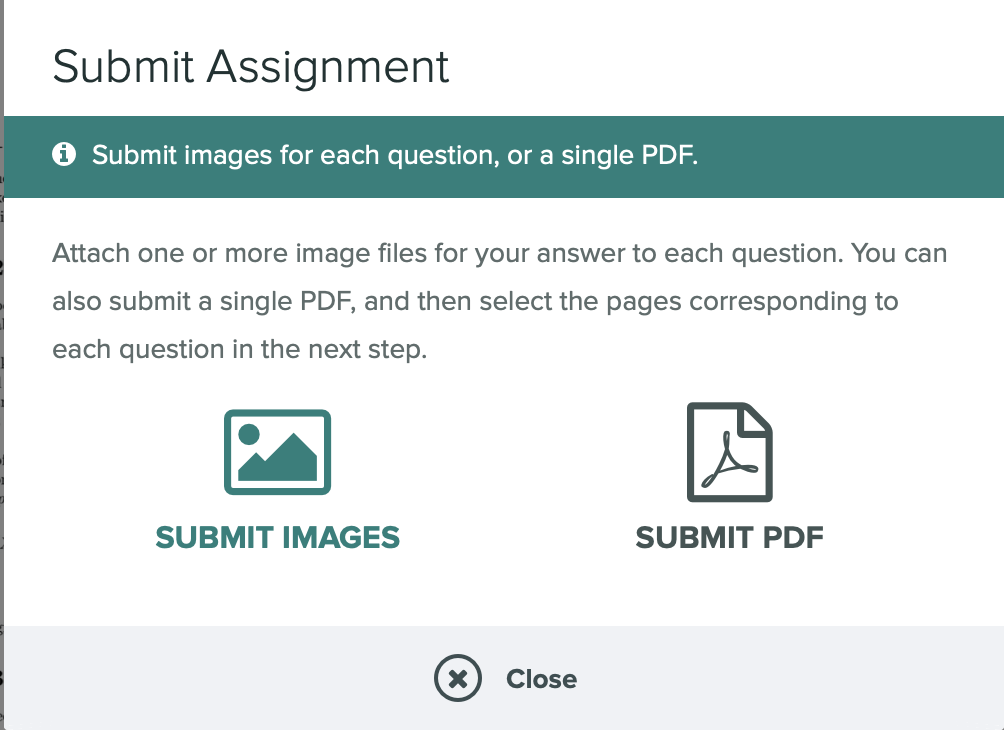 Submit Assignment
Submit images for each question, or a single PDF.
Attach one or more image files for your answer to each question. You can
also submit a single PDF, and then select the pages corresponding to
each question in the next step.
SUBMIT IMAGES
SUBMIT PDF
Close